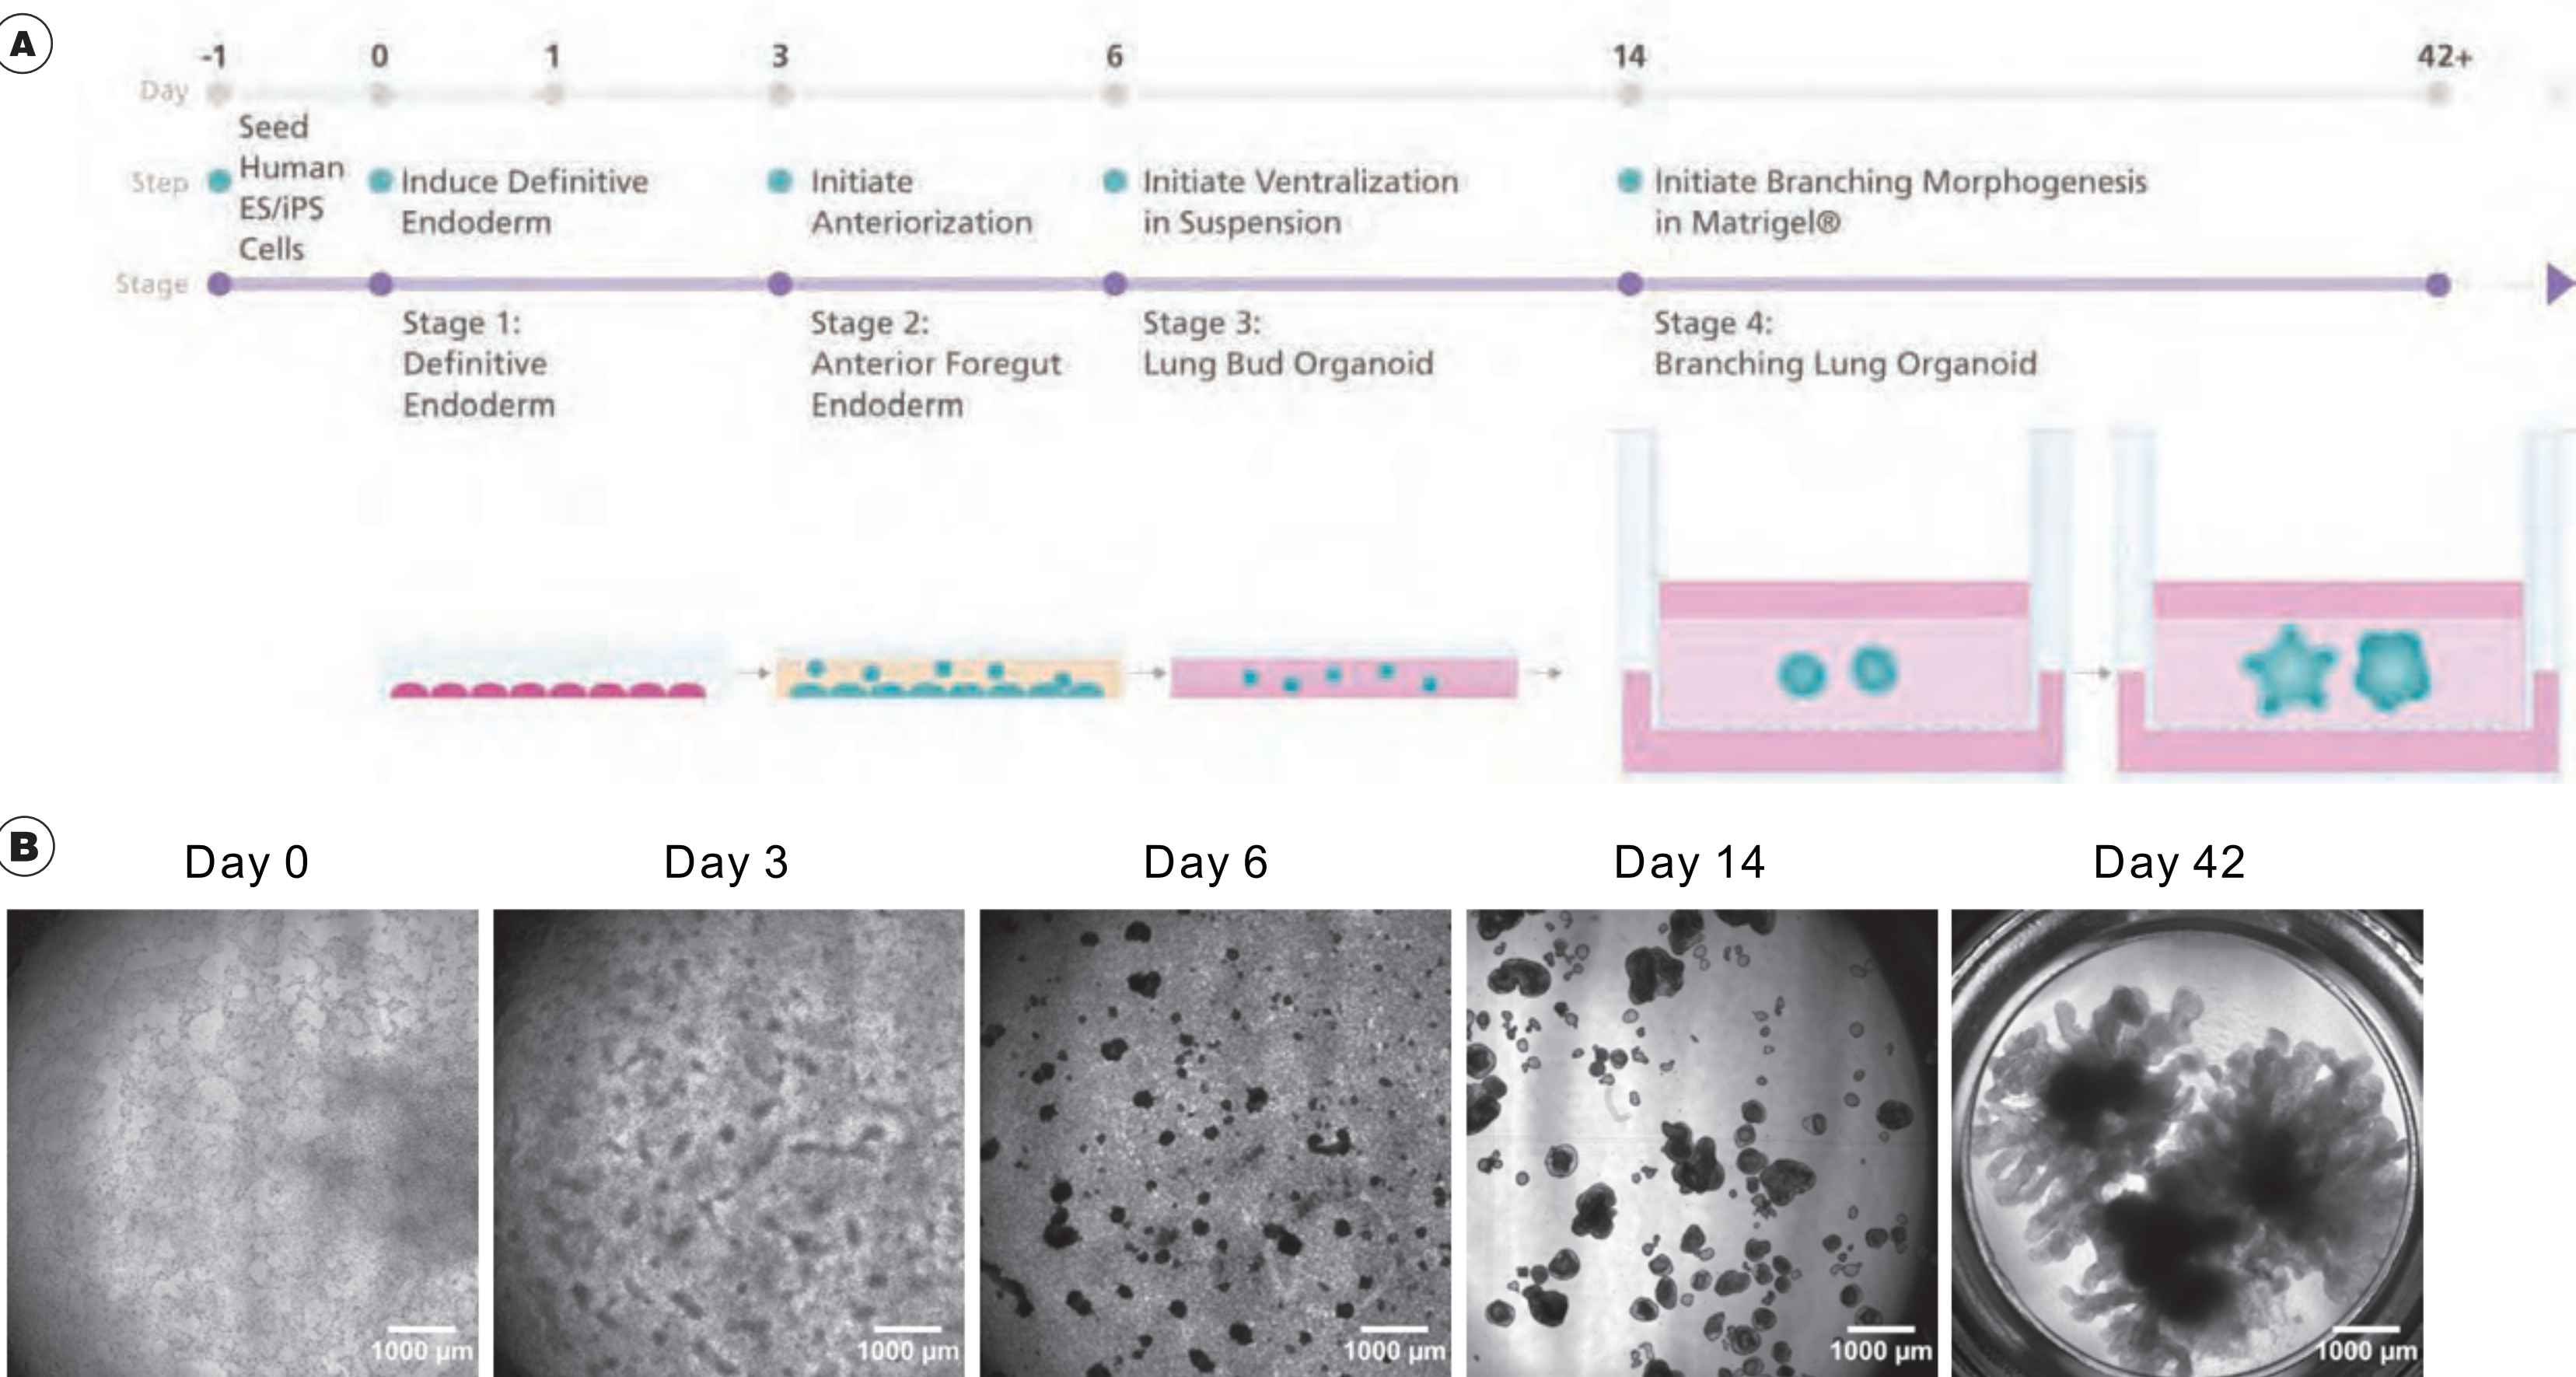 A
-1 0 1 3 6 14 42+
Day
Seed
Human
ES/iPS
Cells
Step
Induce Definitive
Endoderm
Initiate
Anteriorization
Initiate Ventralization
in Suspension
Initiate Branching Morphogenesis
in Matrigel®
Stage
Stage 1:
Definitive
Endoderm
Stage 2:
Anterior Foregut
Endoderm
Stage 3:
Lung Bud Organoid
Stage 4:
Branching Lung Organoid
B
Day 0 Day 3 Day 6 Day 14 Day 42
1000 µm 1000 µm 1000 µm 1000 µm 1000 µm